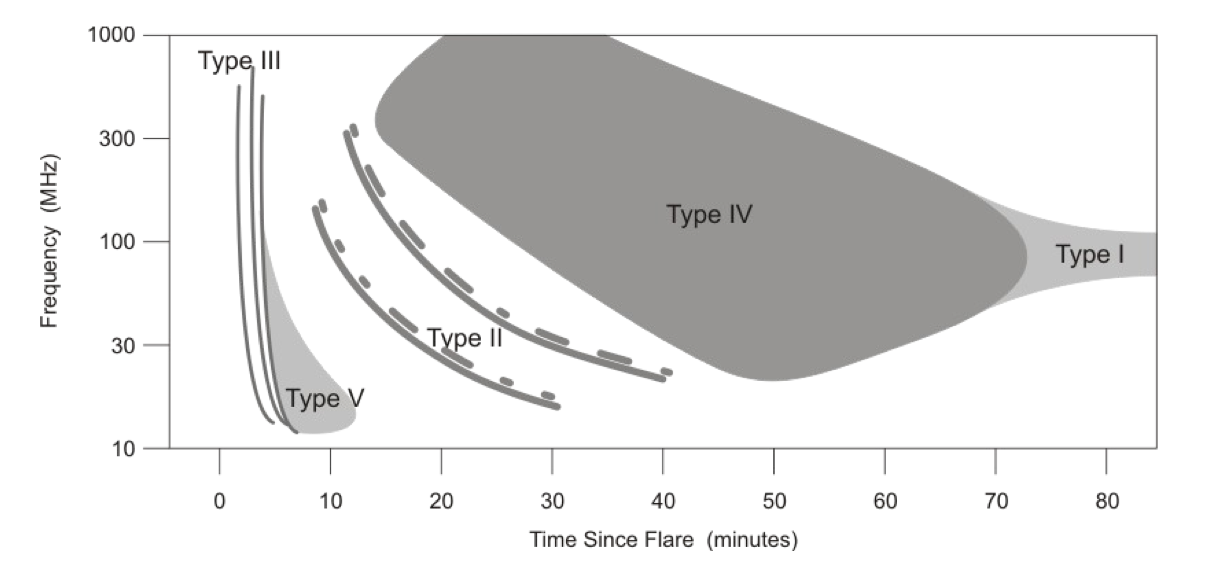 1000
300
100
30
10
Frequency (MHz)
Type III
Type IV
Type I
Type II
Type V
0 10 20 30 40 50 60 70 80
Time Since Flare (minutes)